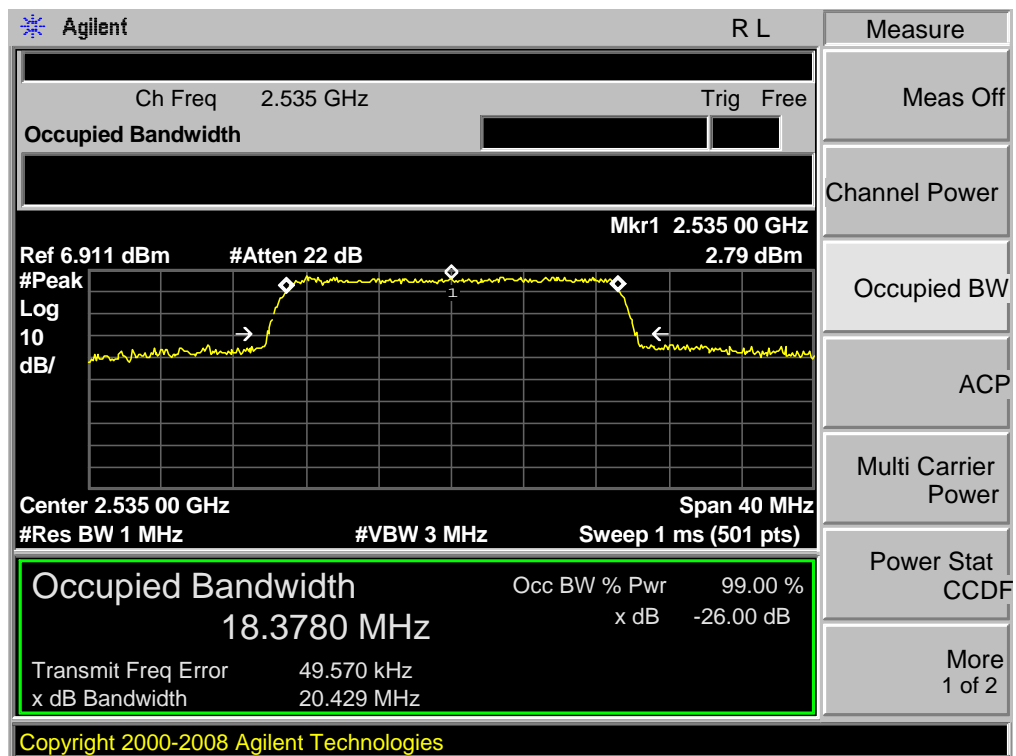 Agilent R L Measure
Ch Freq 2.535 GHz Trig Free
Occupied Bandwidth
Meas Off
Channel Power
Mkr1 2.535 00 GHz
Ref 6.911 dBm #Atten 22 dB 2.79 dBm
#Peak
Log
10
dB/
1
Occupied BW
ACP
Multi Carrier
Power
Center 2.535 00 GHz Span 40 MHz
#Res BW 1 MHz #VBW 3 MHz Sweep 1 ms (501 pts)
Power Stat
CCDF
Occupied Bandwidth Occ BW % Pwr 99.00 %
18.3780 MHz x dB -26.00 dB
Transmit Freq Error 49.570 kHz
x dB Bandwidth 20.429 MHz
More
1 of 2
Copyright 2000-2008 Agilent Technologies